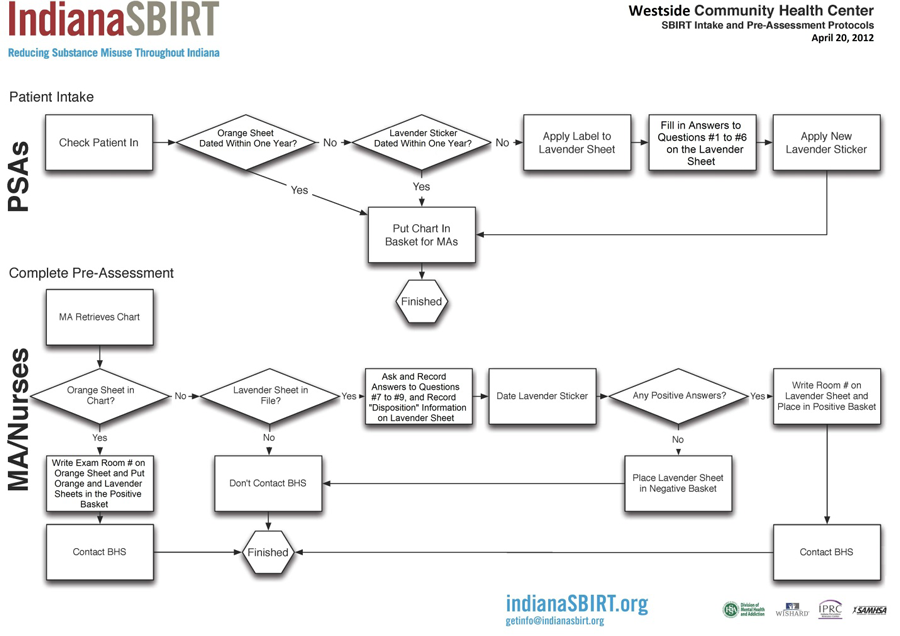 IndianaSBIRT
Reducing Substance Misuse Throughout Indiana
Westside Community Health Center
SBIRT Intake and Pre-Assessment Protocols
April 20, 2012
Patient Intake
PSAs
Check Patient In
Orange Sheet
Dated Within One Year?
No
Lavender Sticker
Dated Within One Year?
No
Apply Label to
Lavender Sheet
Fill in Answers to
Questions #1 to #6
on the Lavender
Sheet
Apply New
Lavender Sticker
Yes
Yes
Put Chart In
Basket for MAs
Finished
Complete Pre-Assessment
MA/Nurses
MA Retrieves Chart
Orange Sheet in
Chart?
No
Lavender Sheet in
File?
Yes
Ask and Record
Answers to Questions
#7 to #9, and Record
"Disposition" Information
on Lavender Sheet
Date Lavender Sticker
Any Positive Answers?
Yes
Write Room # on
Lavender Sheet and
Place in Positive Basket
Yes
No
No
Write Exam Room # on
Orange Sheet and Put
Orange and Lavender
Sheets in the Positive
Basket
Don't Contact BHS
Place Lavender Sheet
in Negative Basket
Contact BHS
Finished
Contact BHS
indianaSBIRT.org
getinfo@indianasbirt.org
Division of
Mental Health
and Addiction
WISHARD
IPRC
SAMHSA